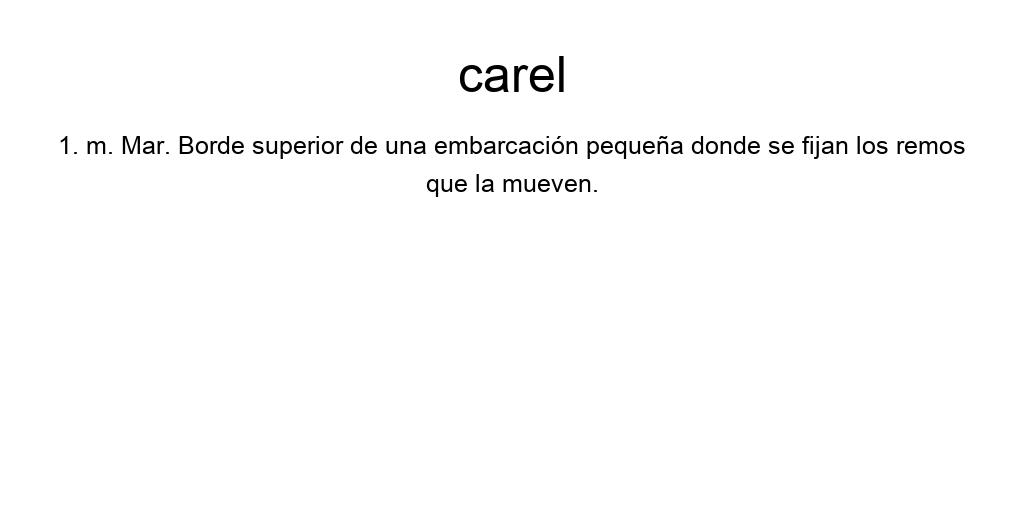 carel
1. m. Mar. Borde superior de una embarcación pequeña donde se fijan los remos
que la mueven.